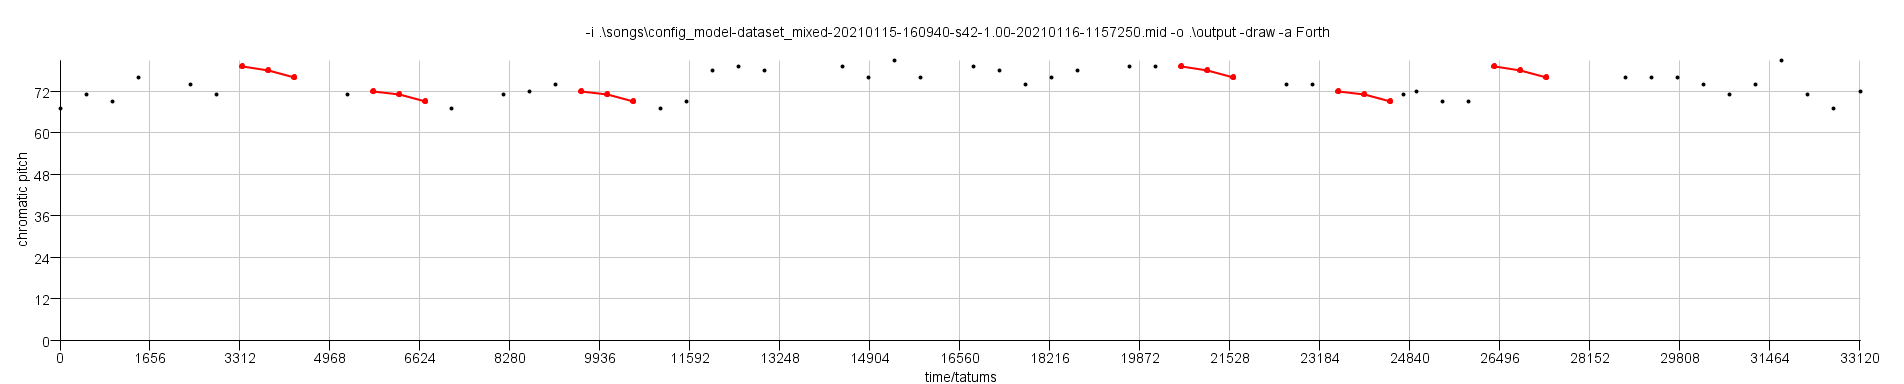 -i .\songs\config_model-dataset_mixed-20210115-160940-s42-1.00-20210116-1157250.mid -o .\output -draw -a Forth
chromatic pitch
72
60
48
36
24
12
0
0 1656 3312 4968 6624 8280 9936 11592 13248 14904 16560 18216 19872 21528 23184 24840 26496 28152 29808 31464 33120
time/tatums